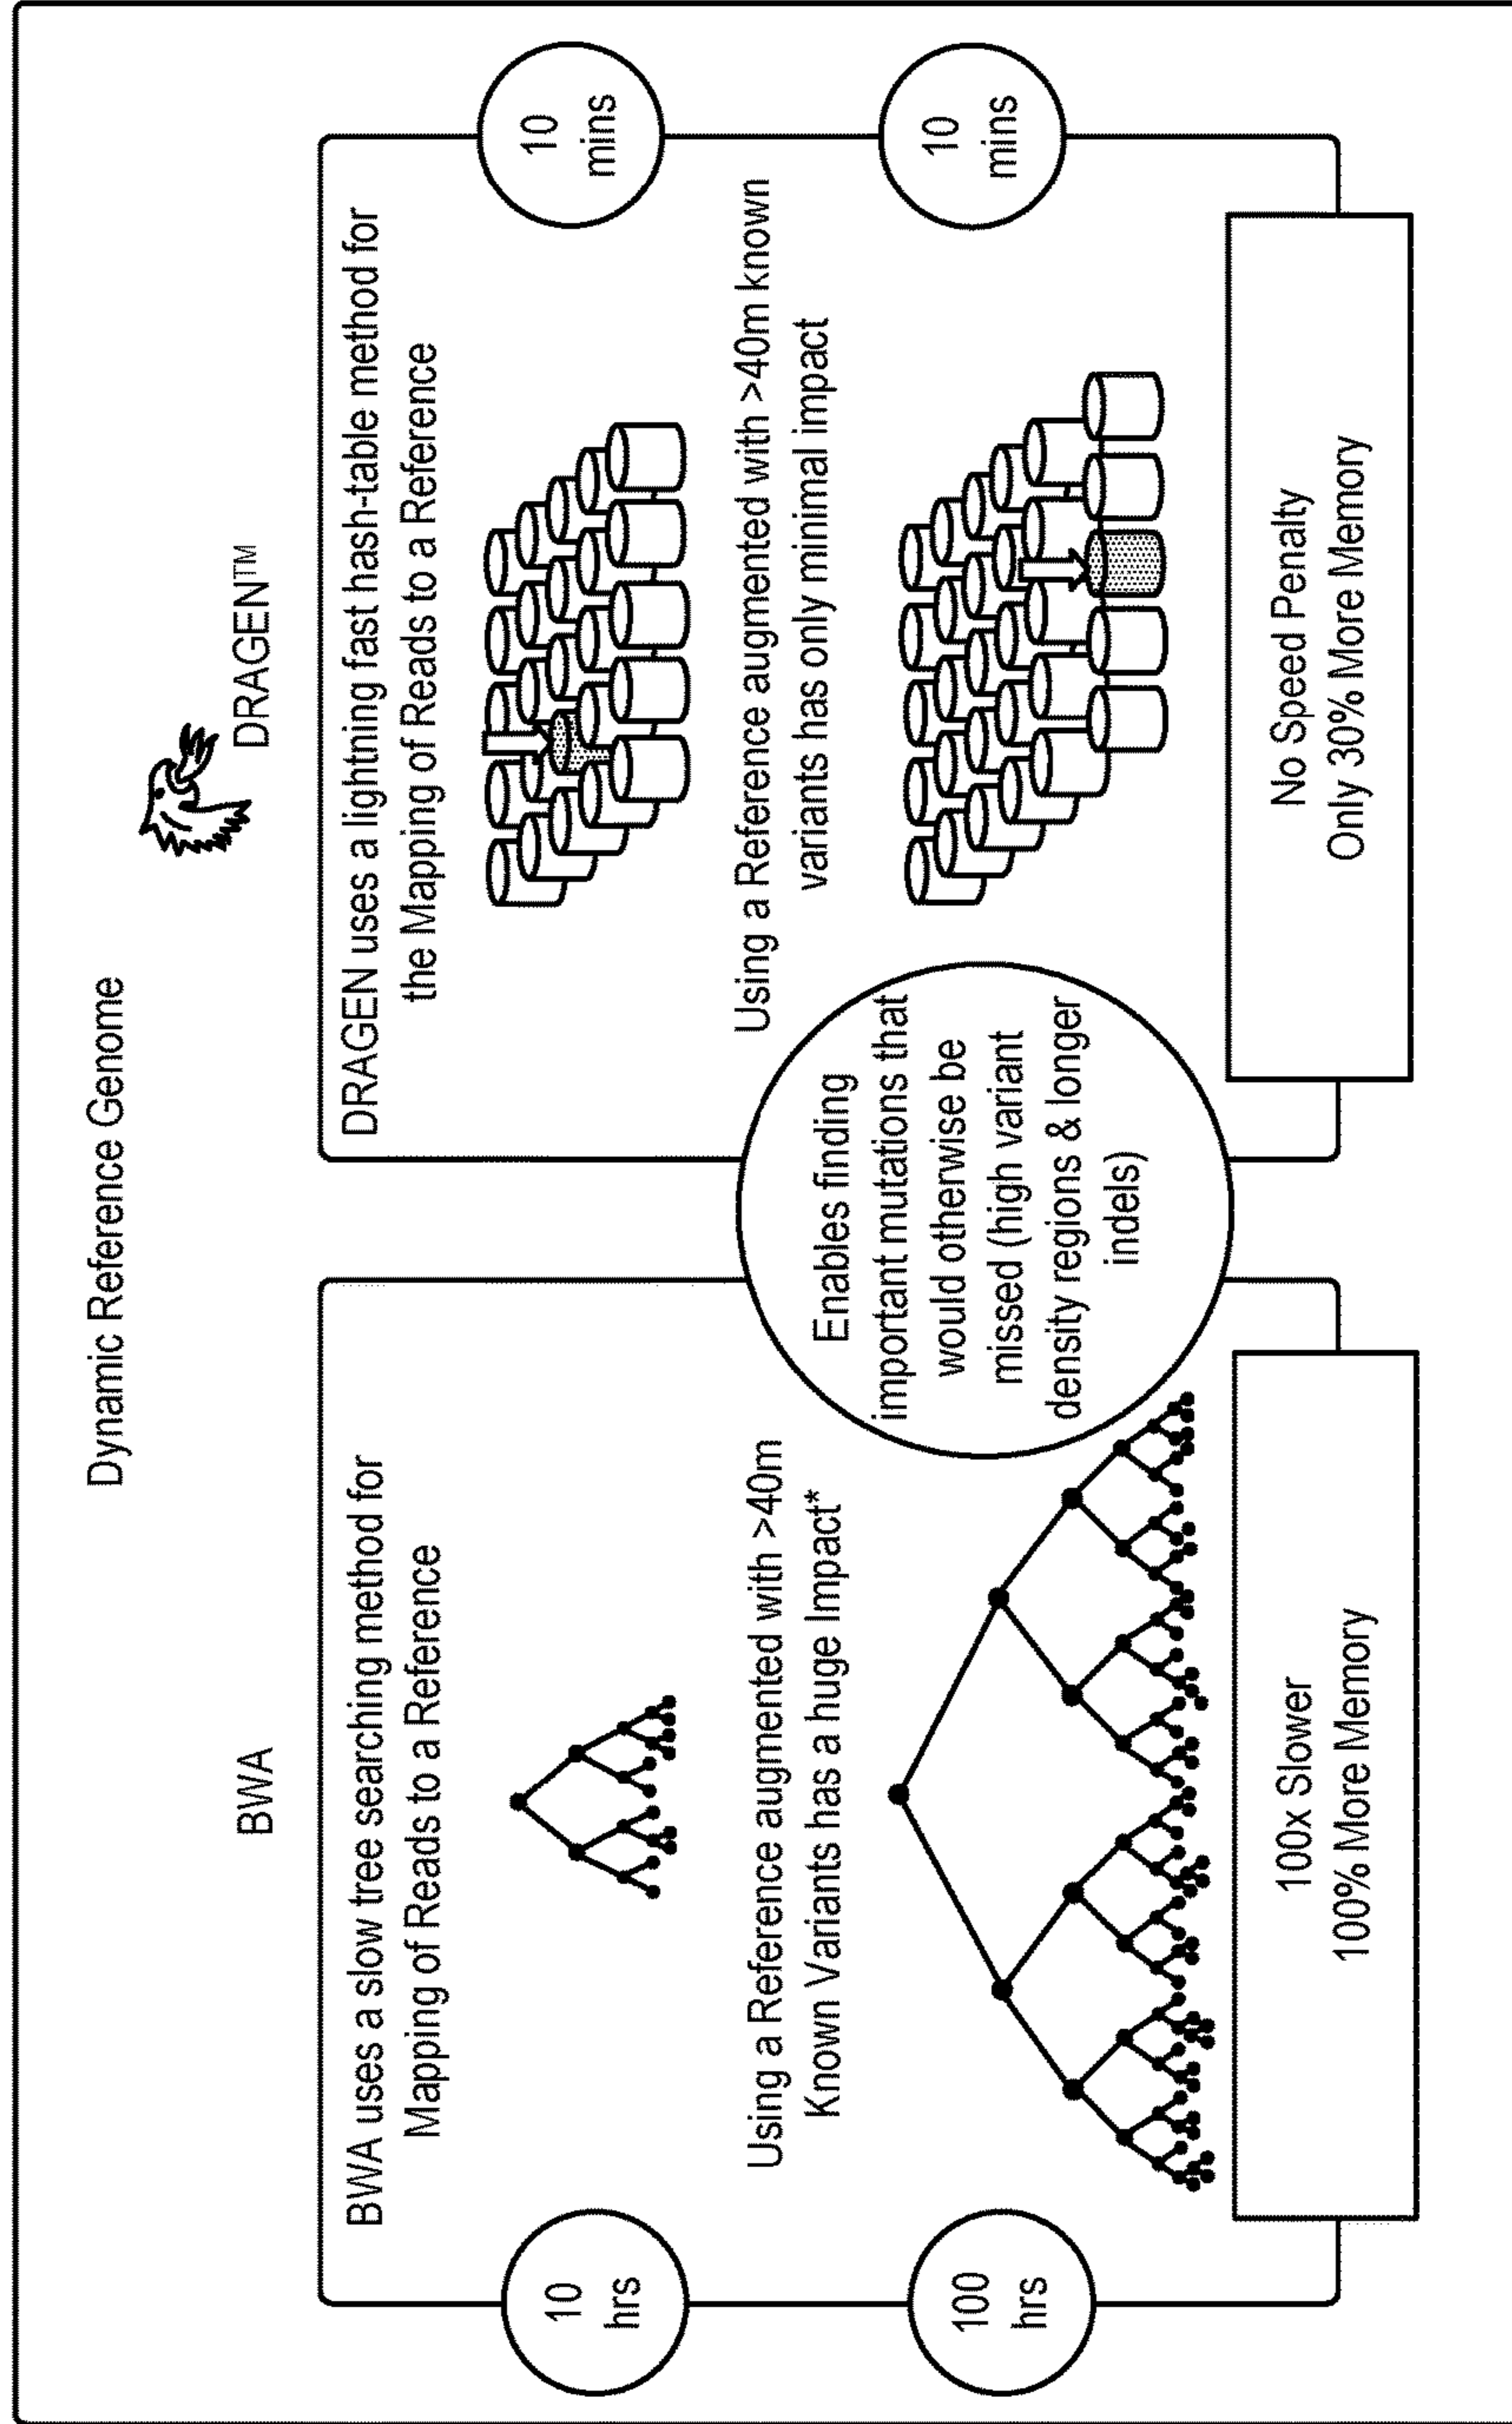 Dynamic Reference Genome
BWA
BWA uses a slow tree searching method for
Mapping of Reads to a Reference
10
hrs
Using a Reference augmented with >40m
Known Variants has a huge Impact*
100
hrs
100x Slower
100% More Memory
Enables finding
important mutations that
would otherwise be
missed (high variant
density regions & longer
indels)
DRAGEN™
DRAGEN uses a lightning fast hash-table method for
the Mapping of Reads to a Reference
10
mins
Using a Reference augmented with >40m known
variants has only minimal impact
10
mins
No Speed Penalty
Only 30% More Memory